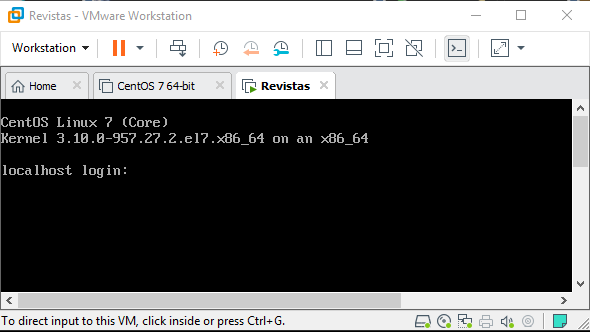 Revistas - VMware Workstation
Workstation
Home
CentOS 7 64-bit
Revistas
CentOS Linux 7 (Core)
Kernel 3.10.0-957.27.2.el7.x86_64 on an x86_64
localhost login:
To direct input to this VM, click inside or press Ctrl+G.